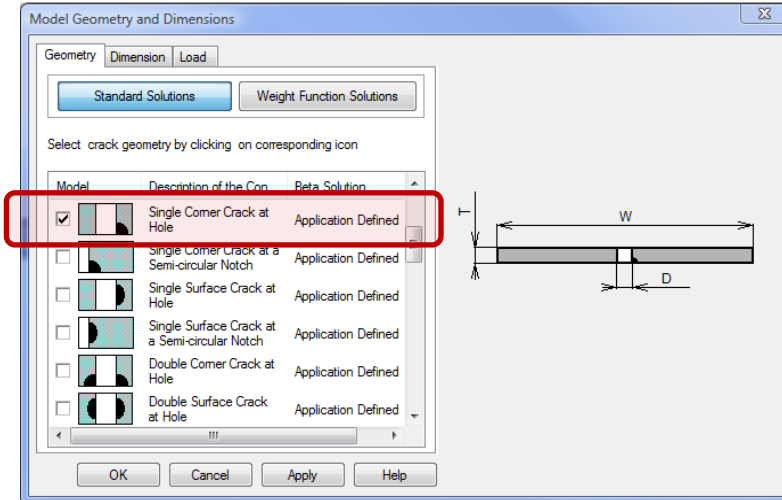 Model Geometry and Dimensions
Geometry Dimension Load
Standard Solutions Weight Function Solutions
Select crack geometry by clicking on corresponding icon
Model Description of the Con Beta Solution
Single Corner Crack at
Hole
Application Defined
Single Corner Crack at a
Semi-circular Notch
Application Defined
Single Surface Crack at
Hole
Application Defined
Single Surface Crack at
a Semi-circular Notch
Application Defined
Double Corner Crack at
Hole
Application Defined
Double Surface Crack
at Hole
Application Defined
OK Cancel Apply Help
T
W
D